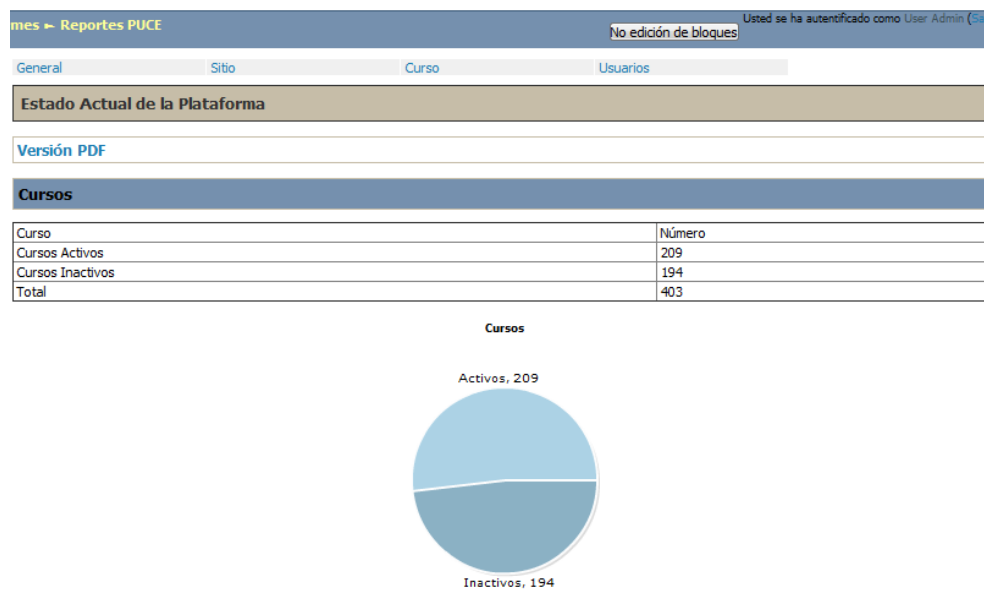 mes ► Reportes PUCE
Usted se ha autentificado como User Admin (Sa
No edición de bloques
General Sitio Curso Usuarios
Estado Actual de la Plataforma
Versión PDF
Cursos
Curso Número
Cursos Activos 209
Cursos Inactivos 194
Total 403
Cursos
Activos, 209
Inactivos, 194